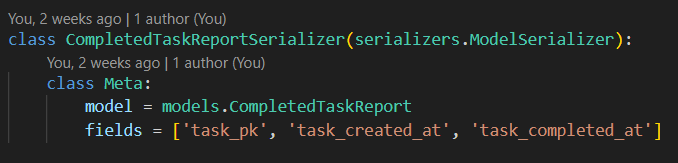 You, 2 weeks ago | 1 author (You)
class CompletedTaskReportSerializer(serializers.ModelSerializer):
You, 2 weeks ago | 1 author (You)
class Meta:
model = models.CompletedTaskReport
fields = ['task_pk', 'task_created_at', 'task_completed_at']